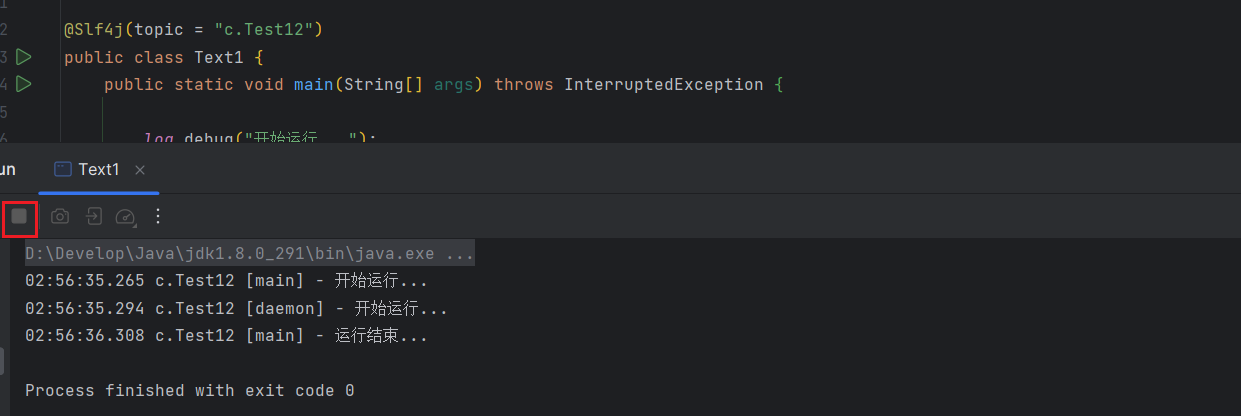 2 @Slf4j(topic = "c.Test12")
3 public class Text1 {
4 public static void main(String[] args) throws InterruptedException {
5
6 log.debug("开始运行...");
un Text1 ×
D:\Develop\Java\jdk1.8.0_291\bin\java.exe ...
02:56:35.265 c.Test12 [main] - 开始运行...
02:56:35.294 c.Test12 [daemon] - 开始运行...
02:56:36.308 c.Test12 [main] - 运行结束...
Process finished with exit code 0